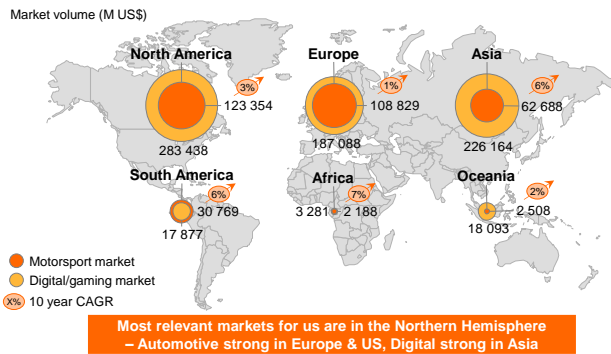 Market volume (M US$)
North America
3%
123 354
283 438
Europe
1%
108 829
187 088
Asia
6%
62 688
226 164
South America
6%
30 769
17 877
Africa
7%
3 281
2 188
Oceania
2%
2 508
18 093
Motorsport market
Digital/gaming market
X% 10 year CAGR
Most relevant markets for us are in the Northern Hemisphere
– Automotive strong in Europe & US, Digital strong in Asia